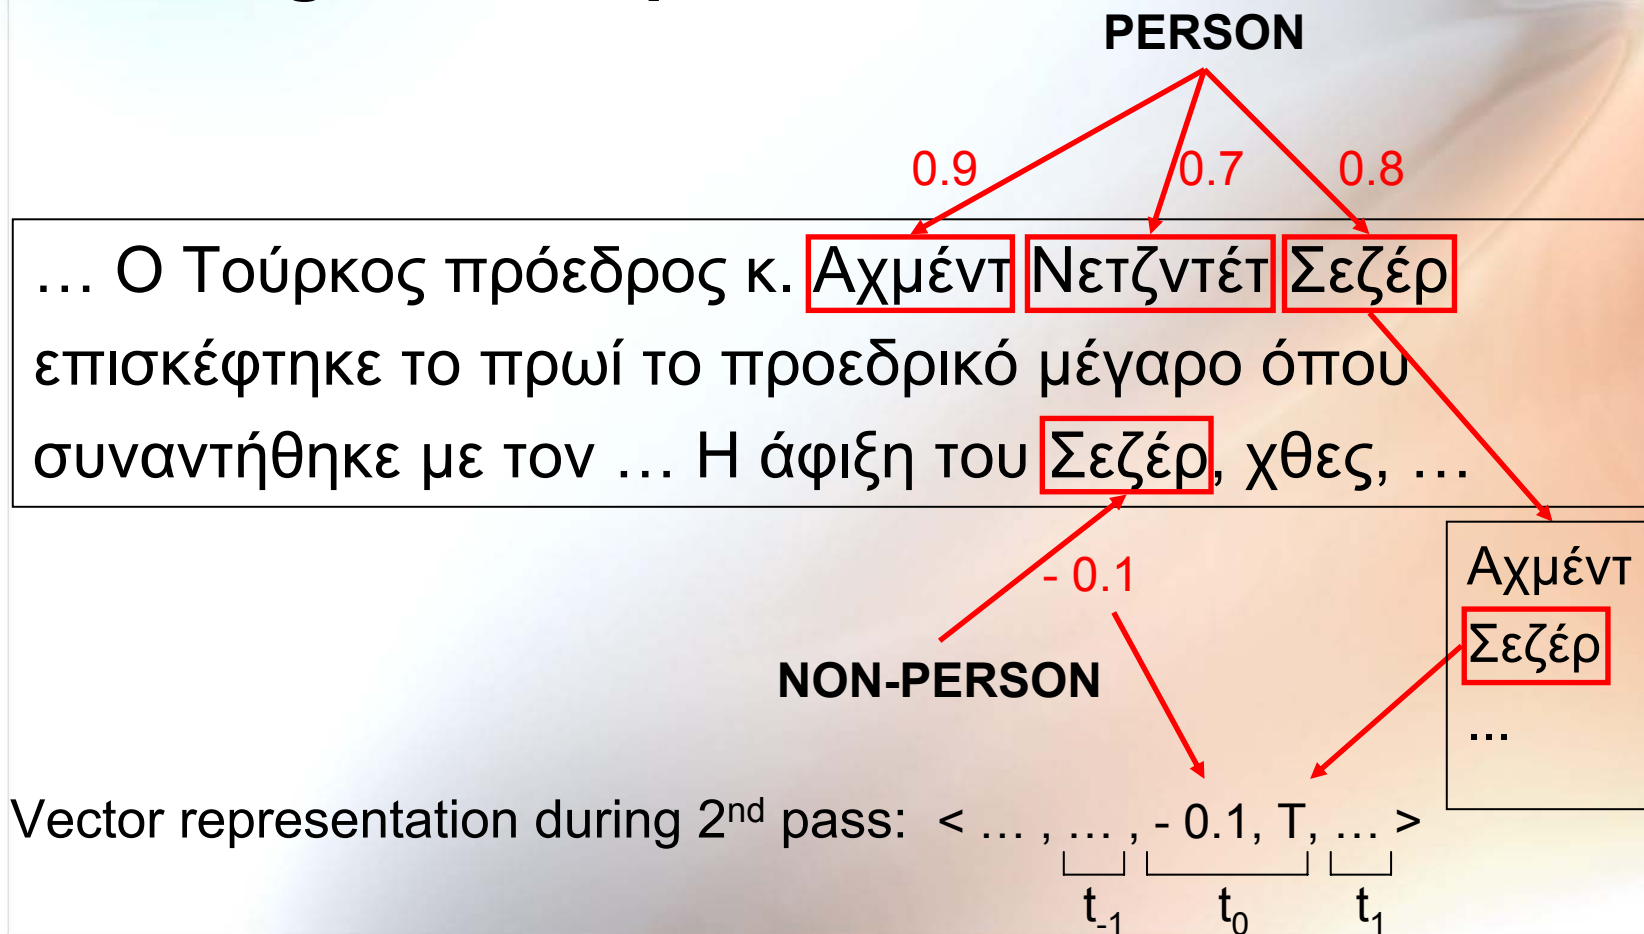 PERSON
0.9 0.7 0.8
… Ο Τούρκος πρόεδρος κ. Αχμέντ Νετζντέτ Σεζέρ
επισκέφτηκε το πρωί το προεδρικό μέγαρο όπου
συναντήθηκε με τον … Η άφιξη του Σεζέρ, χθες, …
- 0.1
Αχμέντ
Σεζέρ
...
NON-PERSON
Vector representation during 2nd pass: < … , … , - 0.1, T, … >
t-1 t0 t1